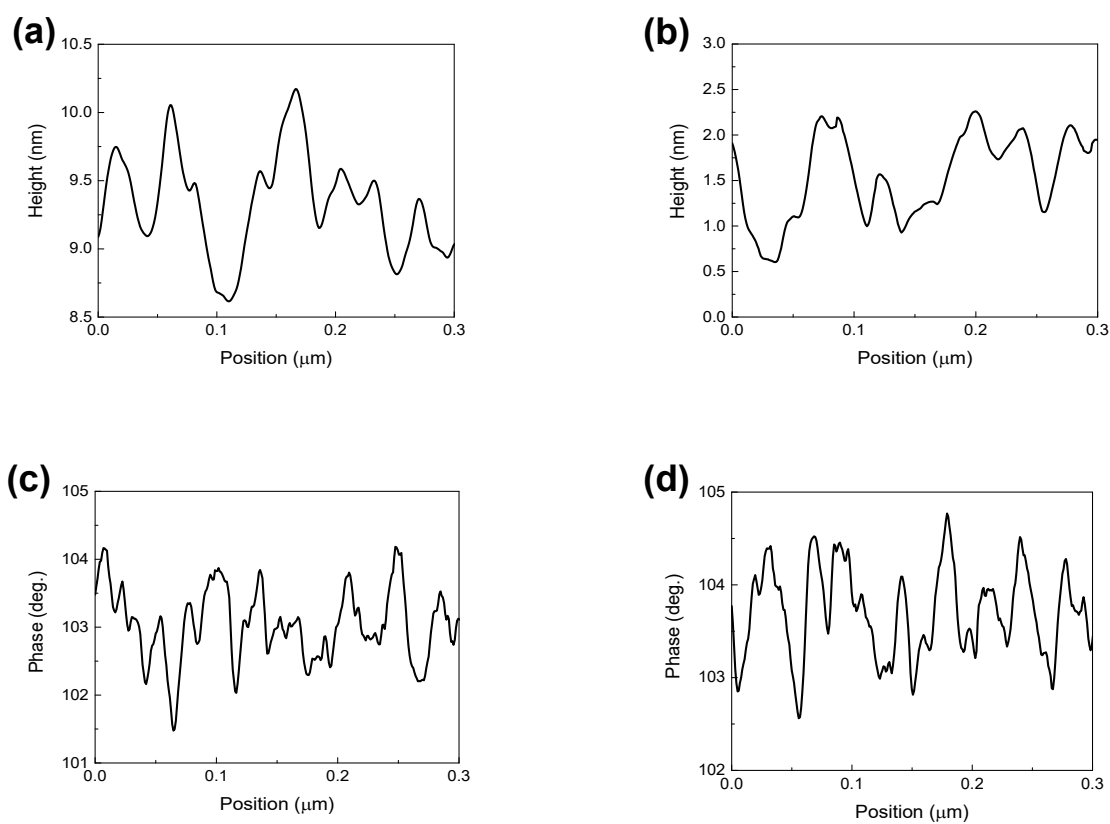 (a)
10.5
10.0
9.5
9.0
8.5
Height (nm)
0.0 0.1 0.2 0.3
Position (μm)
(b)
3.0
2.5
2.0
1.5
1.0
0.5
0.0
Height (nm)
0.0 0.1 0.2 0.3
Position (μm)
(c)
105
104
103
102
101
Phase (deg.)
0.0 0.1 0.2 0.3
Position (μm)
(d)
105
104
103
102
Phase (deg.)
0.0 0.1 0.2 0.3
Position (μm)